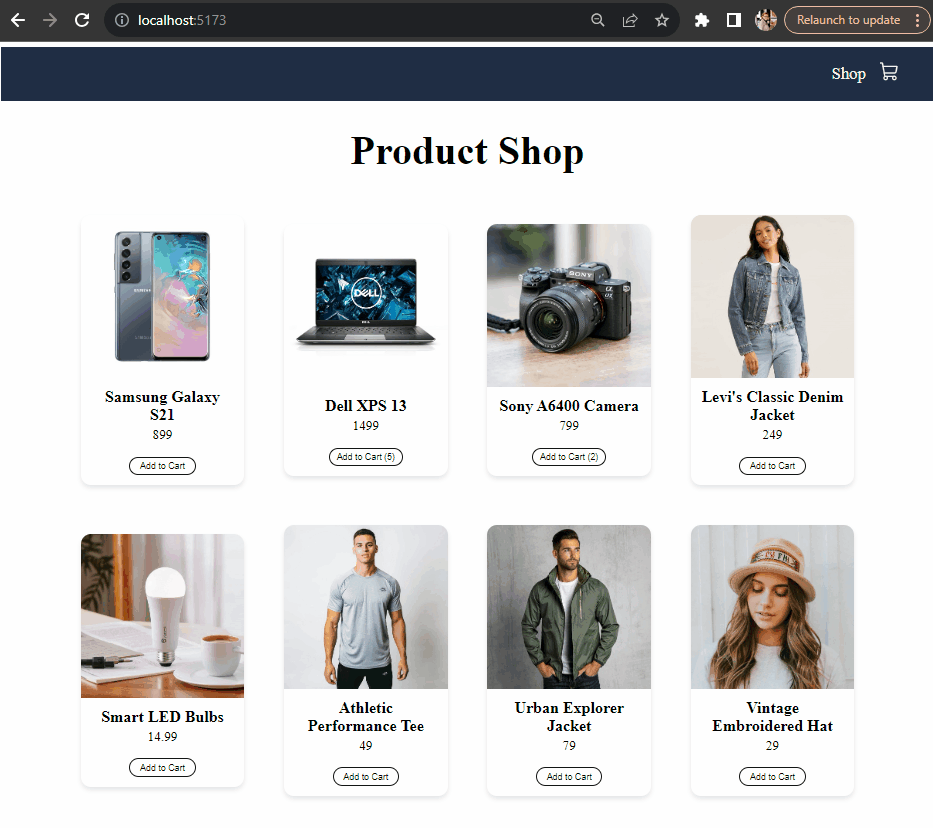 localhost:5173
Relaunch to update
Shop
Product Shop
SAMSUNG
DELL
SONY
Samsung Galaxy
S21
899
Add to Cart
Dell XPS 13
1499
Add to Cart (5)
Sony A6400 Camera
799
Add to Cart (2)
Levi's Classic Denim
Jacket
249
Add to Cart
Smart LED Bulbs
14.99
Add to Cart
Athletic
Performance Tee
49
Add to Cart
Urban Explorer
Jacket
79
Add to Cart
Vintage
Embroidered Hat
29
Add to Cart